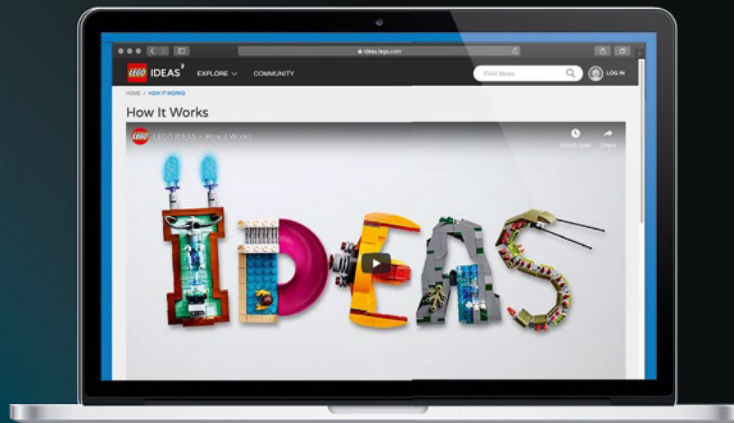 ideas.lego.com
LEGO IDEAS EXPLORE COMMUNITY Find Ideas LOG IN
HOME / HOW IT WORKS
How It Works
LEGO LEGO IDEAS – How it Works
Watch later Share
IDEAS